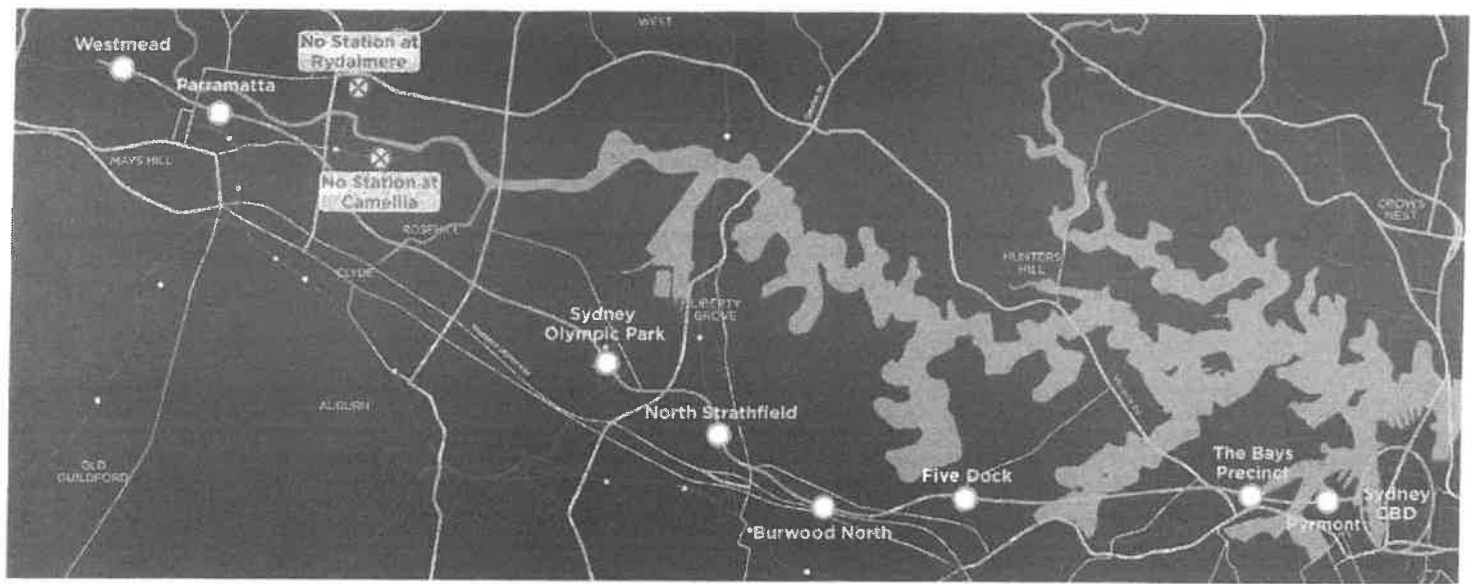 WEST
Westmead
No Station at
Rydalmere
Parramatta
MAYS HILL
No Station at
Camellia
ROSEHILL
CLYDE
CROWS
NEST
HUNTERS
HILL
LIBERTY
GROVE
Sydney
Olympic Park
AUBURN
North Strathfield
OLD
GUILDFORD
Five Dock
The Bays
Precinct
Sydney
CBD
Pyrmont
Burwood North